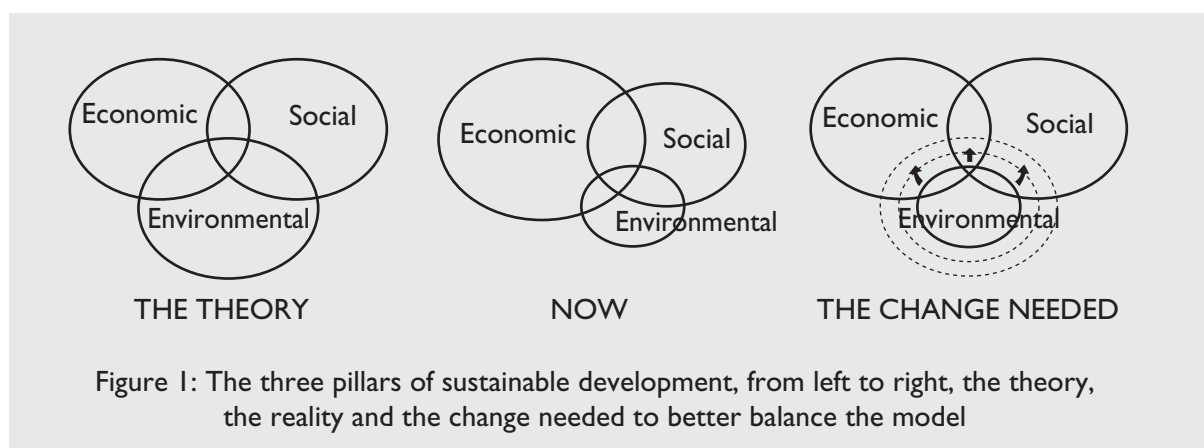 Economic
Social
Environmental
THE THEORY
Economic
Social
Environmental
NOW
Economic
Social
Environmental
THE CHANGE NEEDED
Figure 1: The three pillars of sustainable development, from left to right, the theory,
the reality and the change needed to better balance the model